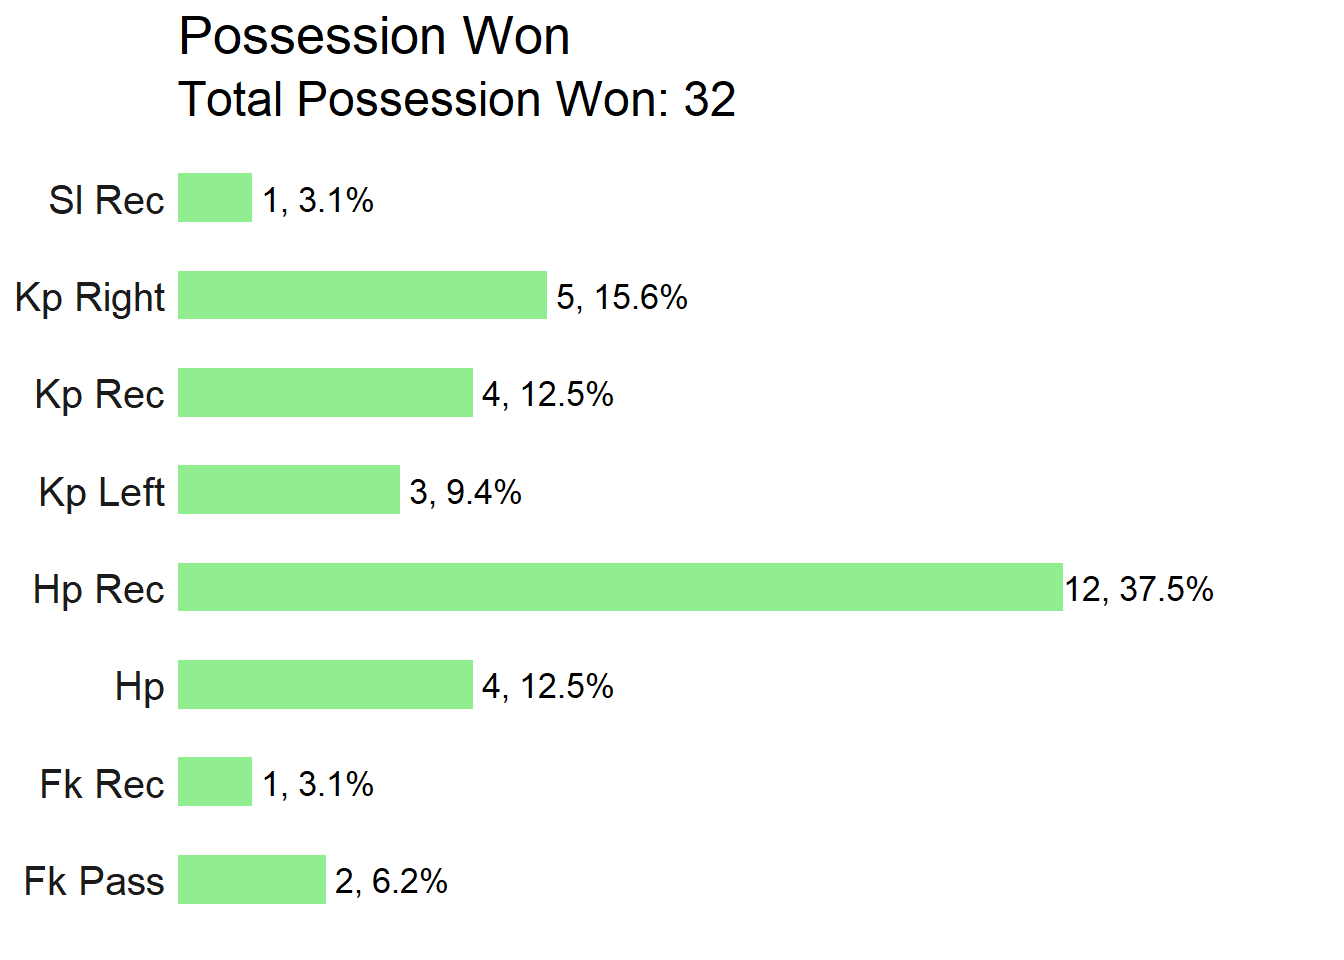 Possession Won
Total Possession Won: 32
Sl Rec 1, 3.1%
Kp Right 5, 15.6%
Kp Rec 4, 12.5%
Kp Left 3, 9.4%
Hp Rec 12, 37.5%
Hp 4, 12.5%
Fk Rec 1, 3.1%
Fk Pass 2, 6.2%